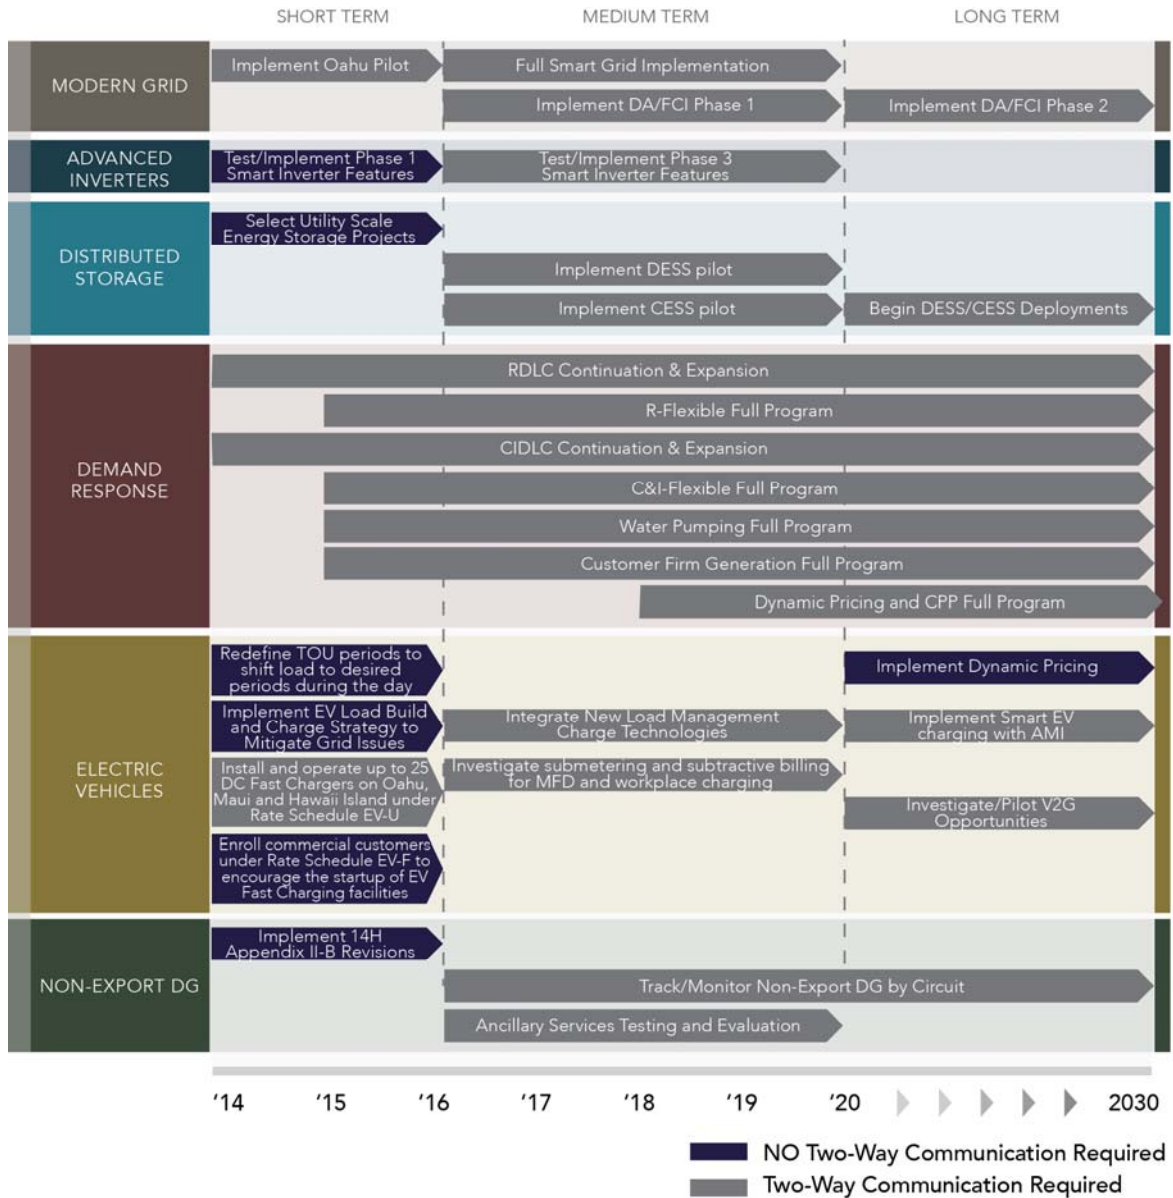 SHORT TERM
MEDIUM TERM
LONG TERM
MODERN GRID
Implement Oahu Pilot
Full Smart Grid Implementation
Implement DA/FCI Phase 1
Implement DA/FCI Phase 2
ADVANCED
INVERTERS
Test/Implement Phase 1
Smart Inverter Features
Test/Implement Phase 3
Smart Inverter Features
DISTRIBUTED
STORAGE
Select Utility Scale
Energy Storage Projects
Implement DESS pilot
Implement CESS pilot
Begin DESS/CESS Deployments
DEMAND
RESPONSE
RDLC Continuation & Expansion
R-Flexible Full Program
CIDLC Continuation & Expansion
C&I-Flexible Full Program
Water Pumping Full Program
Customer Firm Generation Full Program
Dynamic Pricing and CPP Full Program
ELECTRIC
VEHICLES
Redefine TOU periods to
shift load to desired
periods during the day
Implement Dynamic Pricing
Implement EV Load Build
and Charge Strategy to
Mitigate Grid Issues
Integrate New Load Management
Charge Technologies
Implement Smart EV
charging with AMI
Install and operate up to 25
DC Fast Chargers on Oahu,
Maui and Hawaii Island under
Rate Schedule EV-U
Investigate submetering and subtractive billing
for MFD and workplace charging
Investigate/Pilot V2G
Opportunities
Enroll commercial customers
under Rate Schedule EV-F to
encourage the startup of EV
Fast Charging facilities
NON-EXPORT DG
Implement 14H
Appendix II-B Revisions
Track/Monitor Non-Export DG by Circuit
Ancillary Services Testing and Evaluation
‘14 ‘15 ‘16 ‘17 ‘18 ‘19 ‘20 2030
NO Two-Way Communication Required
Two-Way Communication Required